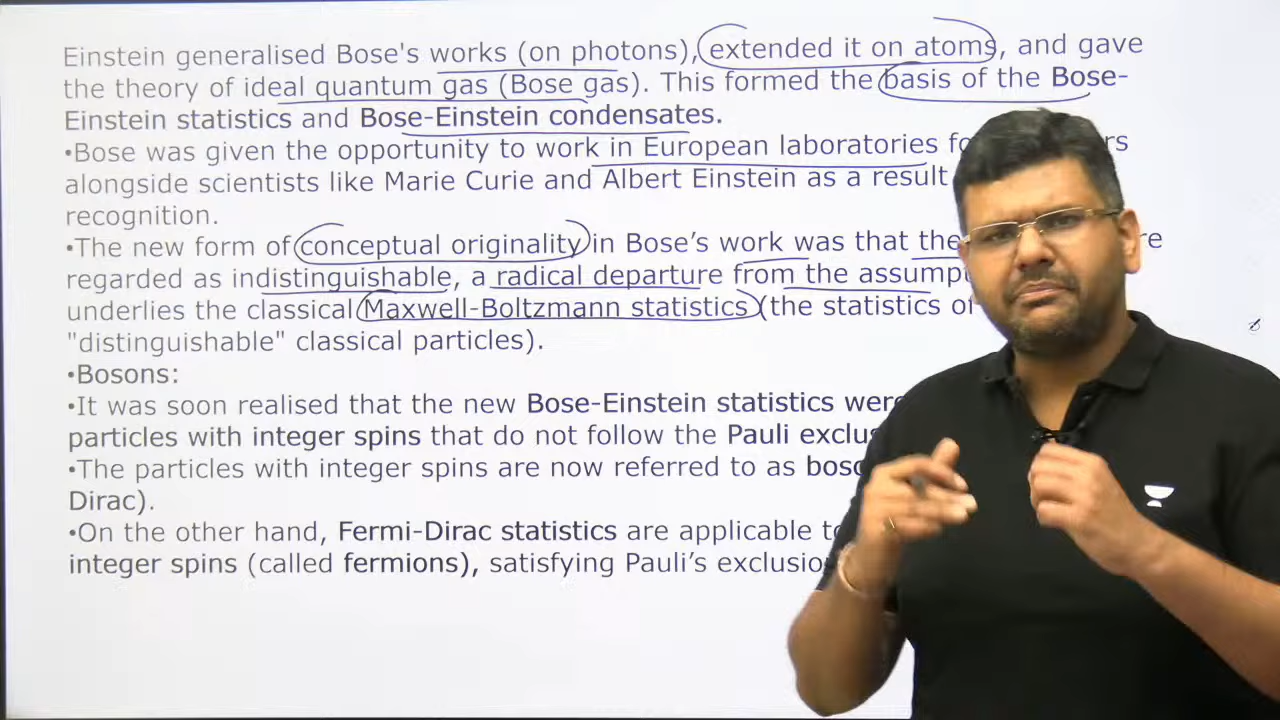 Einstein generalised Bose's works (on photons), extended it on atoms, and gave
the theory of ideal quantum gas (Bose gas). This formed the basis of the Bose-
Einstein statistics and Bose-Einstein condensates.
•Bose was given the opportunity to work in European laboratories
alongside scientists like Marie Curie and Albert Einstein as a result
recognition.
•The new form of conceptual originality in Bose’s work was that the
regarded as indistinguishable, a radical departure from the
underlies the classical Maxwell-Boltzmann statistics (the statistics of
"distinguishable" classical particles).
•Bosons:
•It was soon realised that the new Bose-Einstein statistics were
particles with integer spins that do not follow the Pauli
•The particles with integer spins are now referred to as
Dirac).
•On the other hand, Fermi-Dirac statistics are applicable
integer spins (called fermions), satisfying Pauli’s